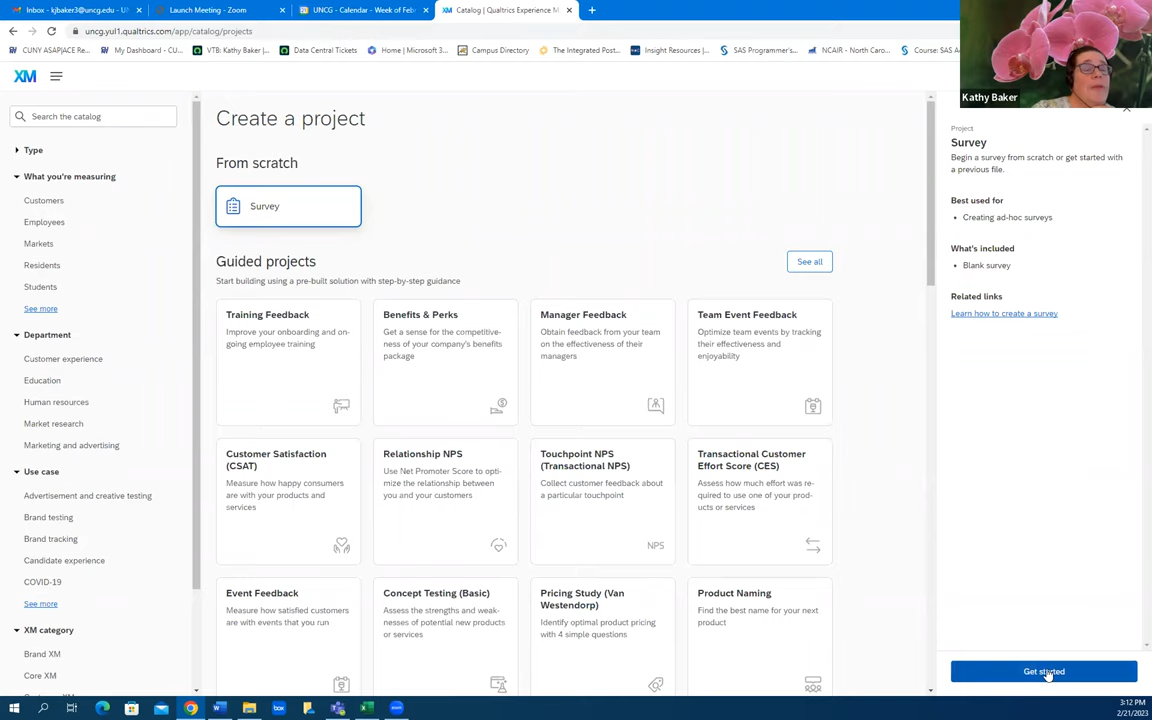 Inbox - kjbaker3@uncg.edu - U
Launch Meeting - Zoom
UNCG - Calendar - Week of Febr
Catalog | Qualtrics Experience M
uncg.yul1.qualtrics.com/app/catalog/projects
CUNY ASAP|ACE R...
My Dashboard - CU...
VTB: Kathy Baker |...
Data Central Tickets
Home | Microsoft 3...
Campus Directory
The Integrated Post...
Insight Resources |...
SAS Programmer's...
NCAIR - North Caro...
Course: SAS A
XM
Kathy Baker
Search the catalog
Type
What you're measuring
Customers
Employees
Markets
Residents
Students
See more
Department
Customer experience
Education
Human resources
Market research
Marketing and advertising
Use case
Advertisement and creative testing
Brand testing
Brand tracking
Candidate experience
COVID-19
See more
XM category
Brand XM
Core XM
Create a project
From scratch
Survey
Guided projects
See all
Start building using a pre-built solution with step-by-step guidance
Training Feedback
Improve your onboarding and on-
going employee training
Benefits & Perks
Get a sense for the competitive-
ness of your company's benefits
package
Manager Feedback
Obtain feedback from your team
on the effectiveness of their
managers
Team Event Feedback
Optimize team events by tracking
their effectiveness and
enjoyability
Customer Satisfaction
(CSAT)
Measure how happy consumers
are with your products and
services
Relationship NPS
Use Net Promoter Score to opti-
mize the relationship between
you and your customers
Touchpoint NPS
(Transactional NPS)
Collect customer feedback about
a particular touchpoint
NPS
Transactional Customer
Effort Score (CES)
Assess how much effort was re-
quired to use one of your prod-
ucts or services
Event Feedback
Measure how satisfied customers
are with events that you run
Concept Testing (Basic)
Assess the strengths and weak-
nesses of potential new products
or services
Pricing Study (Van
Westendorp)
Identify optimal product pricing
with 4 simple questions
Product Naming
Find the best name for your next
product
Project
Survey
Begin a survey from scratch or get started
with a previous file.
Best used for
• Creating ad-hoc surveys
What's included
• Blank survey
Related links
Learn how to create a survey
Get started
3:12 PM
2/21/2023